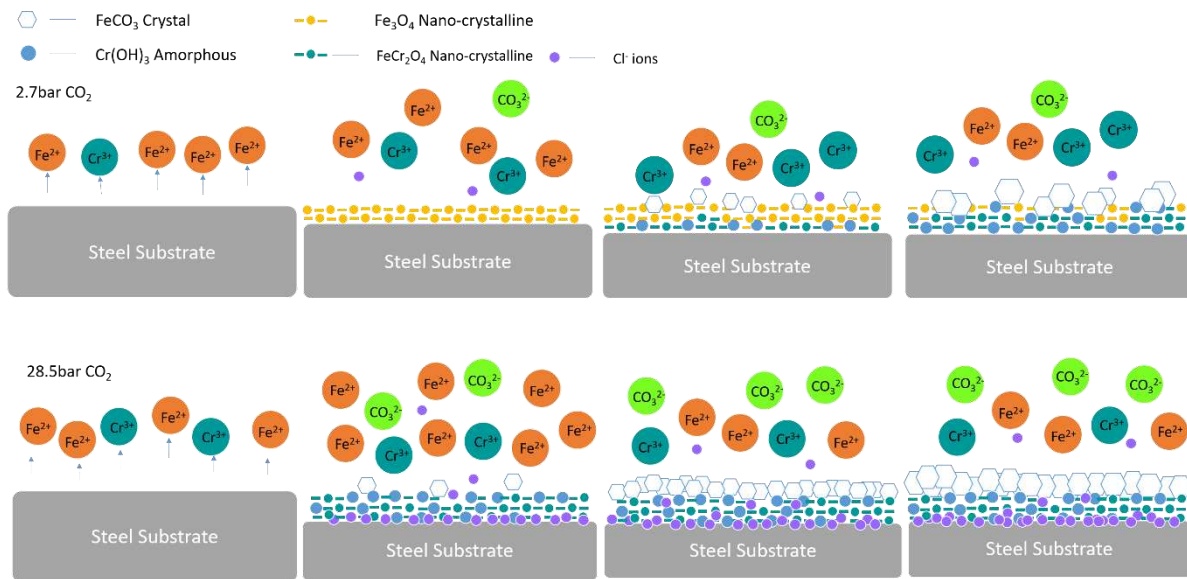 FeCO₃ Crystal
Fe₃O₄ Nano-crystalline
Cr(OH)₃ Amorphous
FeCr₂O₄ Nano-crystalline
Cl⁻ ions
2.7bar CO₂
Fe²⁺ Cr³⁺ Fe²⁺ Fe²⁺ Fe²⁺
Steel Substrate
Fe²⁺ CO₃²⁻ Fe²⁺ Cr³⁺ Fe²⁺ Cr³⁺ Fe²⁺
Steel Substrate
CO₃²⁻ Fe²⁺ Fe²⁺ Cr³⁺ Cr³⁺ Cr³⁺
Steel Substrate
CO₃²⁻ Fe²⁺ Cr³⁺ Cr³⁺ Fe²⁺ Cr³⁺
Steel Substrate
28.5bar CO₂
Fe²⁺ Fe²⁺ Cr³⁺ Fe²⁺ Cr³⁺ Fe²⁺
Steel Substrate
Fe²⁺ Fe²⁺ CO₃²⁻ Fe²⁺ CO₃²⁻ Fe²⁺ Fe²⁺ Cr³⁺ Fe²⁺ Cr³⁺ Fe²⁺
Steel Substrate
CO₃²⁻ CO₃²⁻ CO₃²⁻ Fe²⁺ Cr³⁺ Fe²⁺ Cr³⁺ Fe²⁺
Steel Substrate
CO₃²⁻ CO₃²⁻ CO₃²⁻ Fe²⁺ Cr³⁺ Fe²⁺ Cr³⁺ Fe²⁺
Steel Substrate